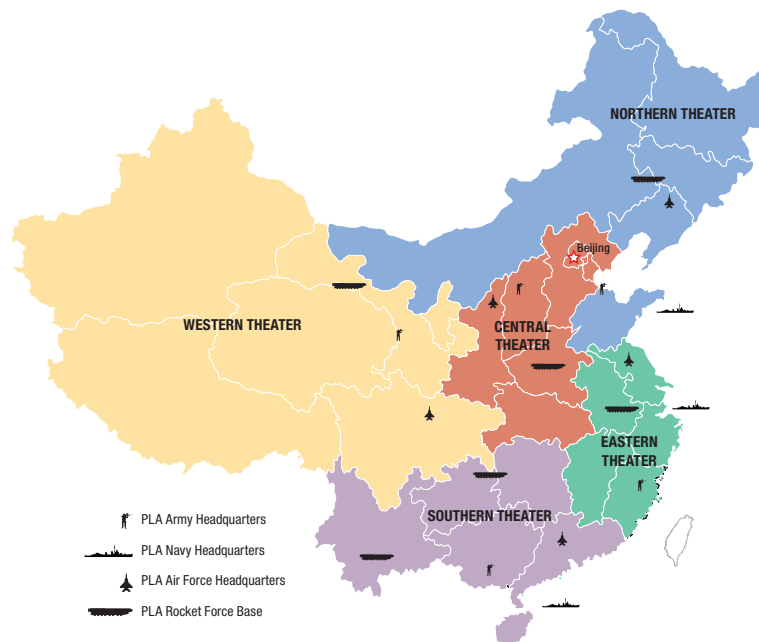 NORTHERN THEATER
Beijing
WESTERN THEATER
CENTRAL
THEATER
EASTERN
THEATER
SOUTHERN THEATER
PLA Army Headquarters
PLA Navy Headquarters
PLA Air Force Headquarters
PLA Rocket Force Base